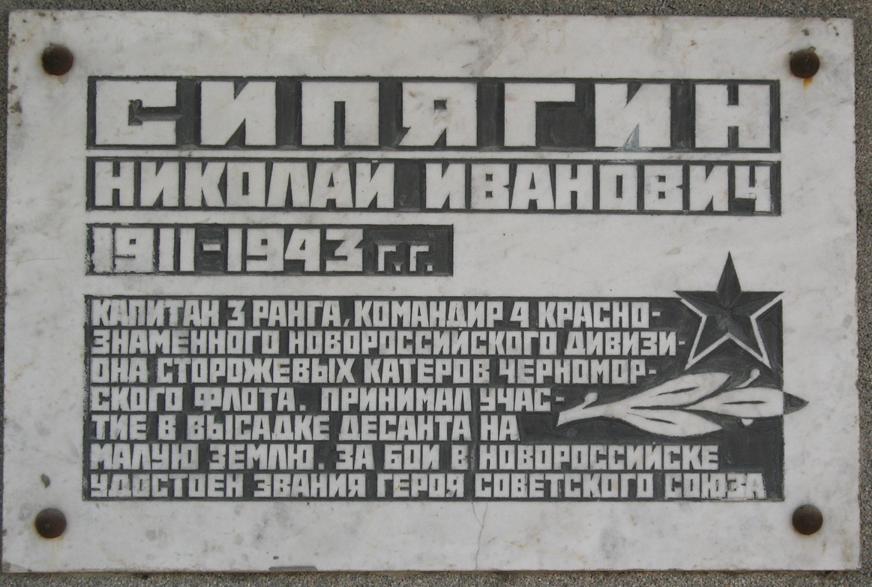 СИПЯГИН
НИКОЛАЙ ИВАНОВИЧ
1911-1943 г.г.
КАПИТАН 3 РАНГА, КОМАНДИР 4 КРАСНО-
ЗНАМЕННОГО НОВОРОССИЙСКОГО ДИВИЗИ-
ОНА СТОРОЖЕВЫХ КАТЕРОВ ЧЕРНОМОР-
СКОГО ФЛОТА. ПРИНИМАЛ УЧАС-
ТИЕ В ВЫСАДКЕ ДЕСАНТА НА
МАЛУЮ ЗЕМЛЮ. ЗА БОИ В НОВОРОССИЙСКЕ
УДОСТОЕН ЗВАНИЯ ГЕРОЯ СОВЕТСКОГО СОЮЗА